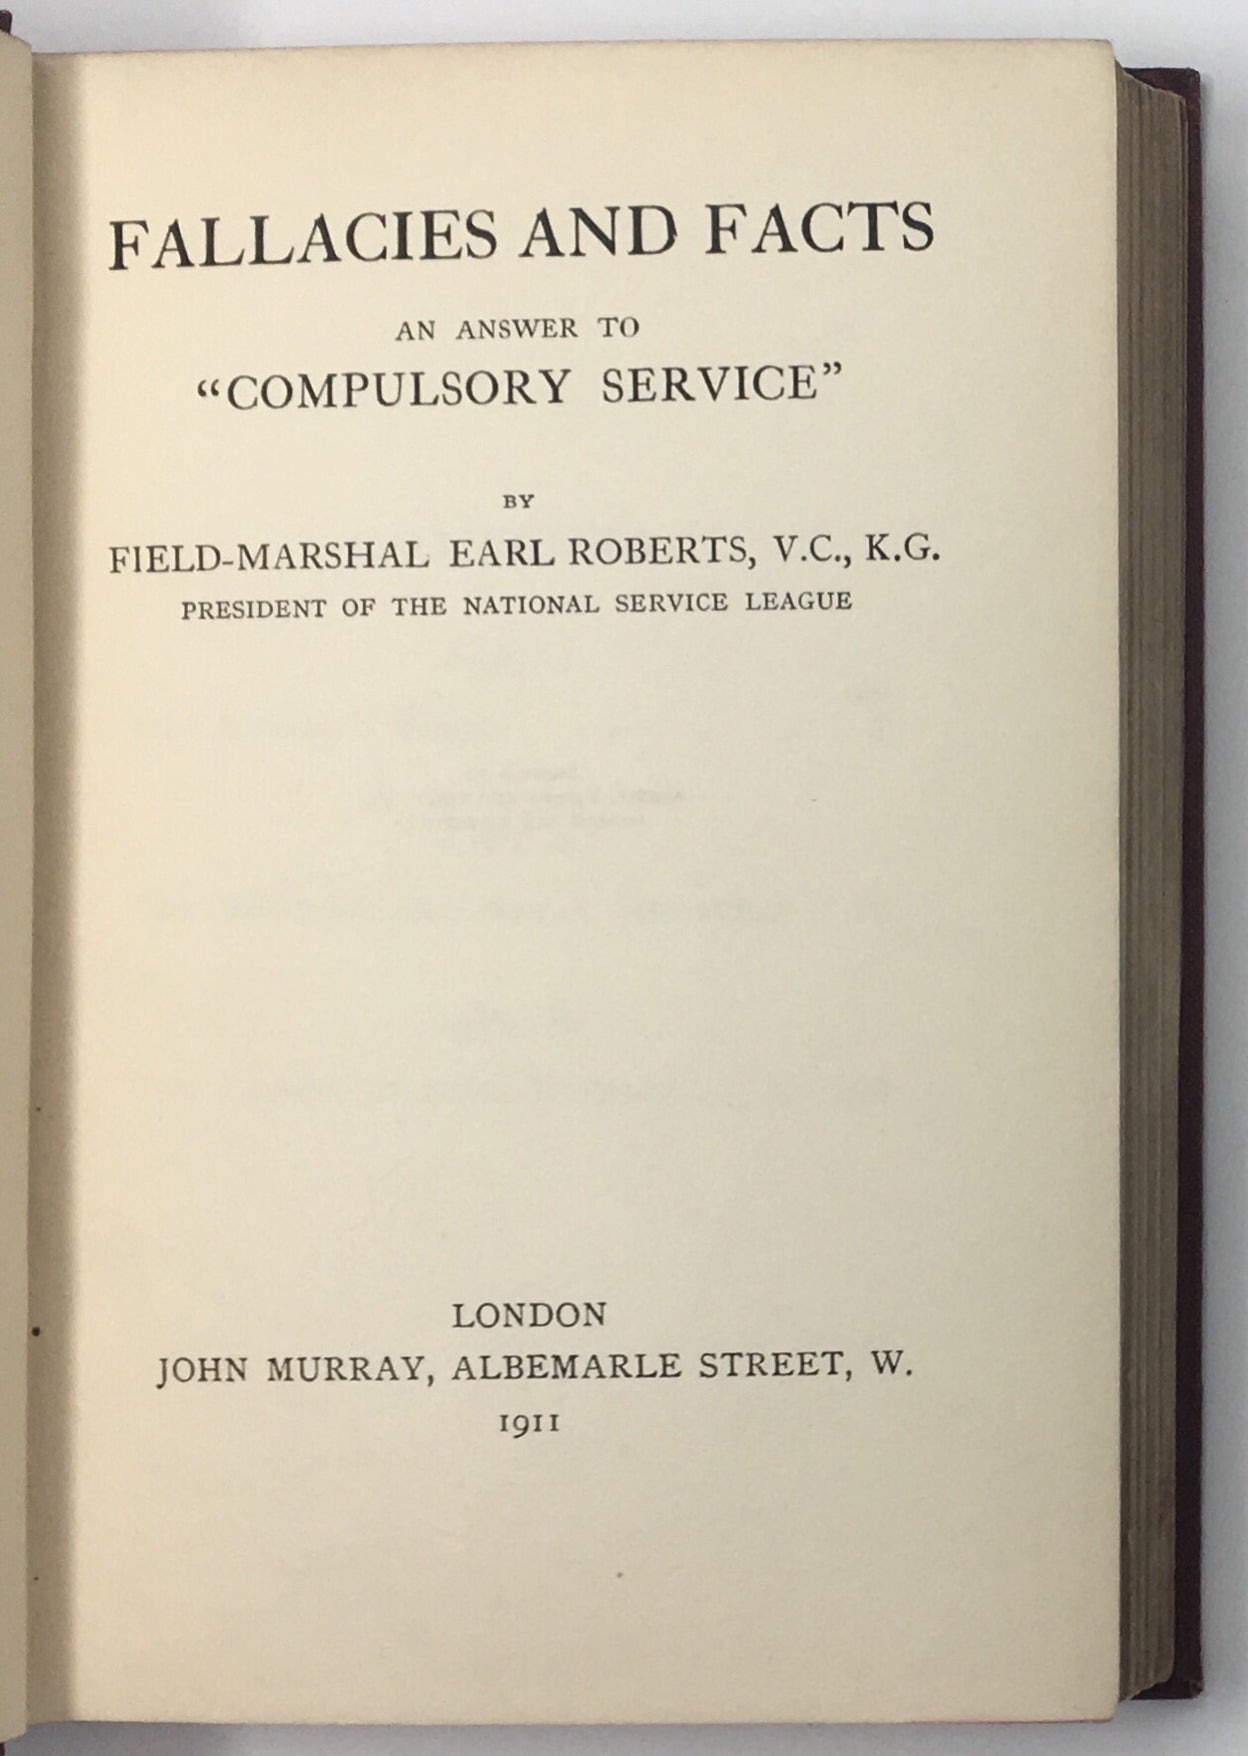 FALLACIES AND FACTS
AN ANSWER TO
“COMPULSORY SERVICE”
BY
FIELD-MARSHAL EARL ROBERTS, V.C., K.G.
PRESIDENT OF THE NATIONAL SERVICE LEAGUE
LONDON
JOHN MURRAY, ALBEMARLE STREET, W.
1911